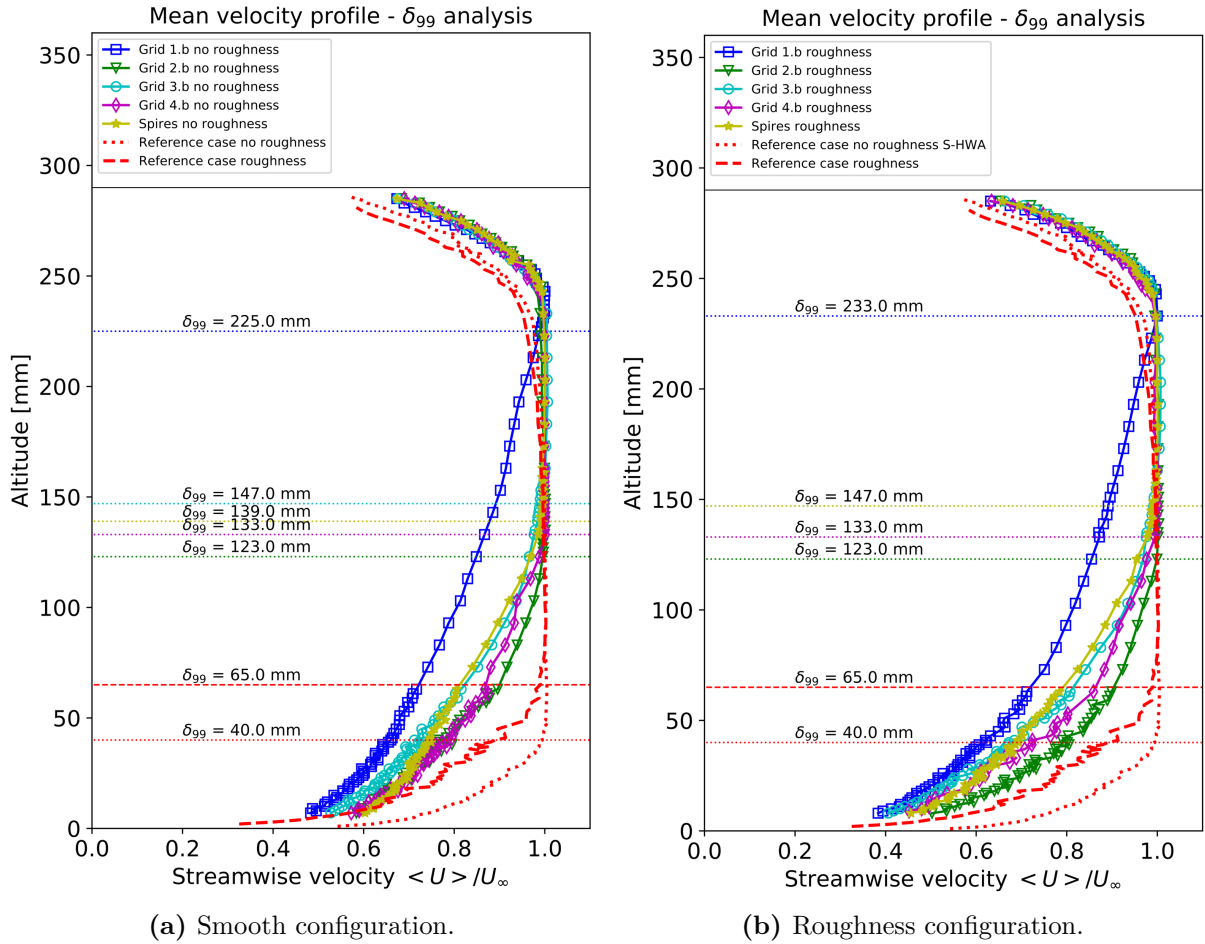 Mean velocity profile - δ99 analysis
Grid 1.b no roughness
Grid 2.b no roughness
Grid 3.b no roughness
Grid 4.b no roughness
Spires no roughness
Reference case no roughness
Reference case roughness
350
300
250
200
150
100
50
0
Altitude [mm]
δ99 = 225.0 mm
δ99 = 147.0 mm
δ99 = 139.0 mm
δ99 = 133.0 mm
δ99 = 123.0 mm
δ99 = 65.0 mm
δ99 = 40.0 mm
0.0 0.2 0.4 0.6 0.8 1.0
Streamwise velocity < U > /U∞
(a) Smooth configuration.
Mean velocity profile - δ99 analysis
Grid 1.b roughness
Grid 2.b roughness
Grid 3.b roughness
Grid 4.b roughness
Spires roughness
Reference case no roughness S-HWA
Reference case roughness
350
300
250
200
150
100
50
0
Altitude [mm]
δ99 = 233.0 mm
δ99 = 147.0 mm
δ99 = 133.0 mm
δ99 = 123.0 mm
δ99 = 65.0 mm
δ99 = 40.0 mm
0.0 0.2 0.4 0.6 0.8 1.0
Streamwise velocity < U > /U∞
(b) Roughness configuration.